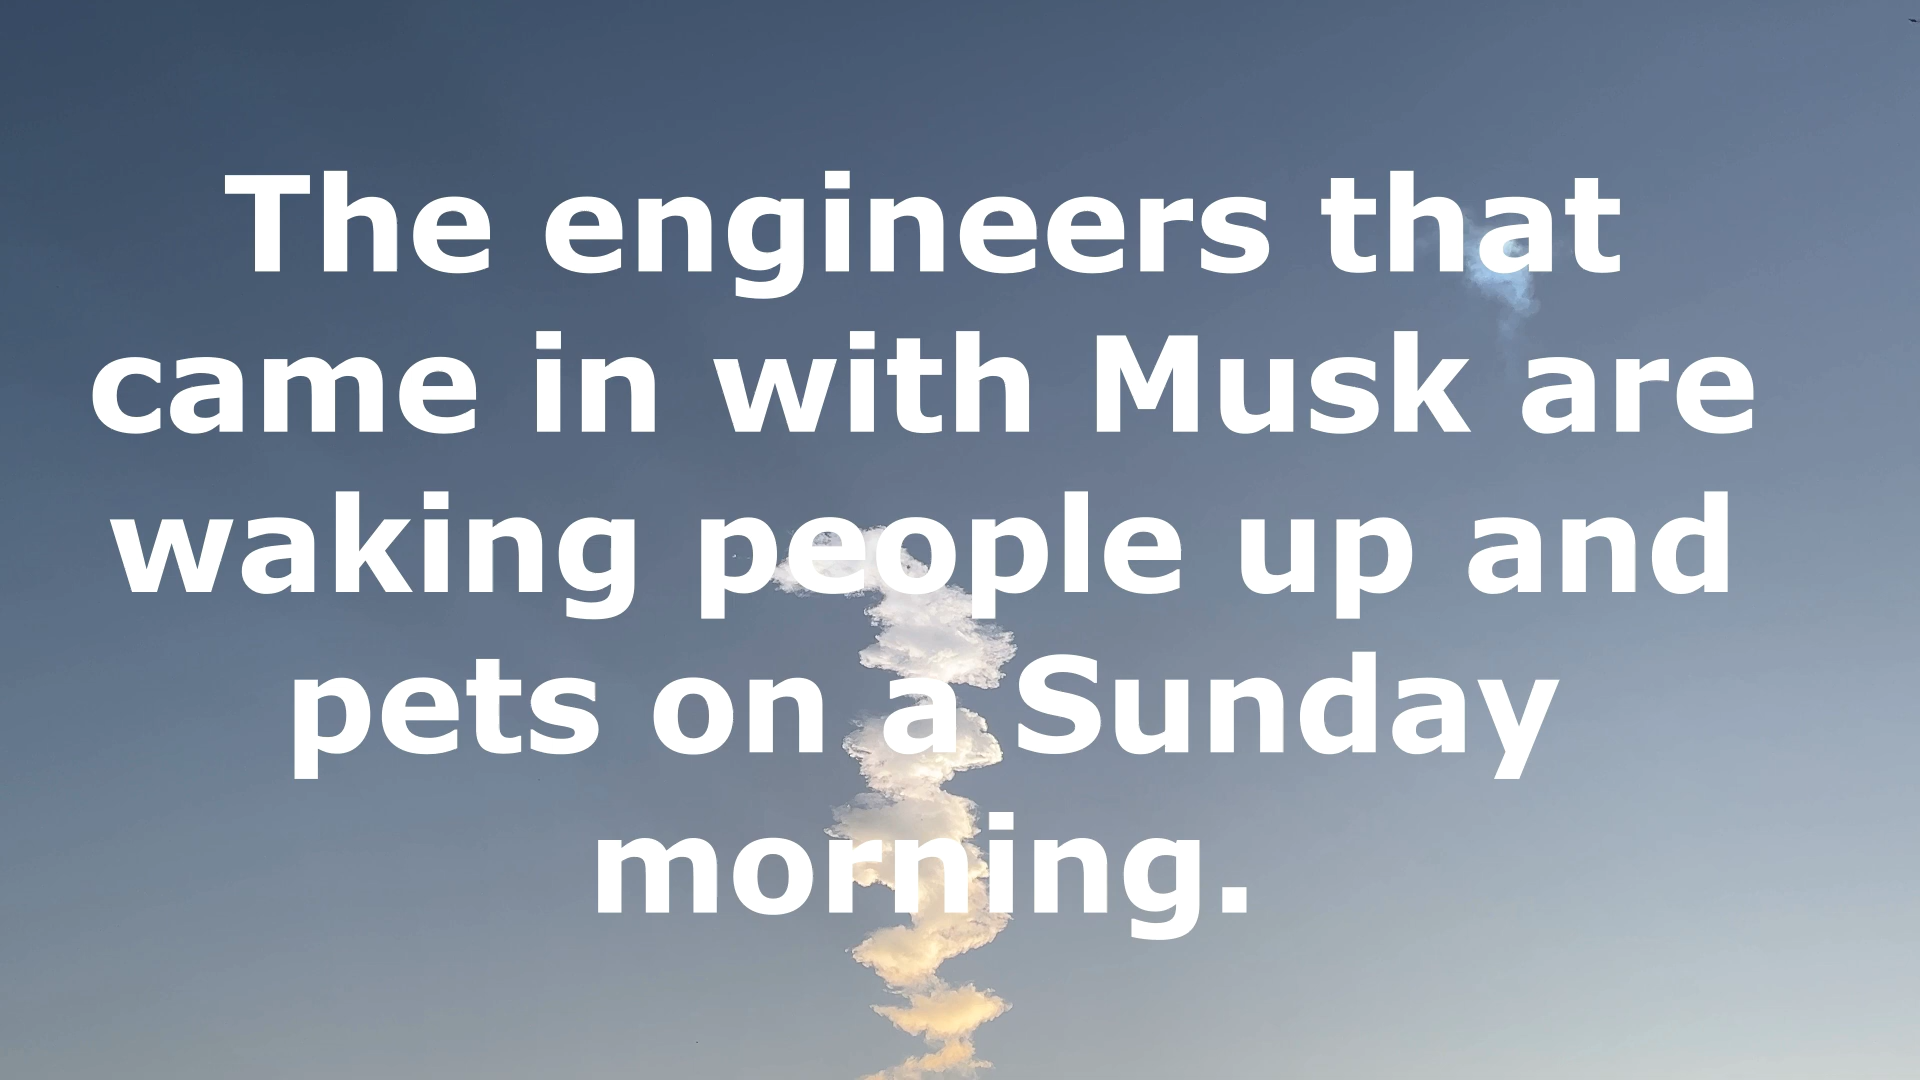 The engineers that
came in with Musk are
waking people up and
pets on a Sunday
morning.